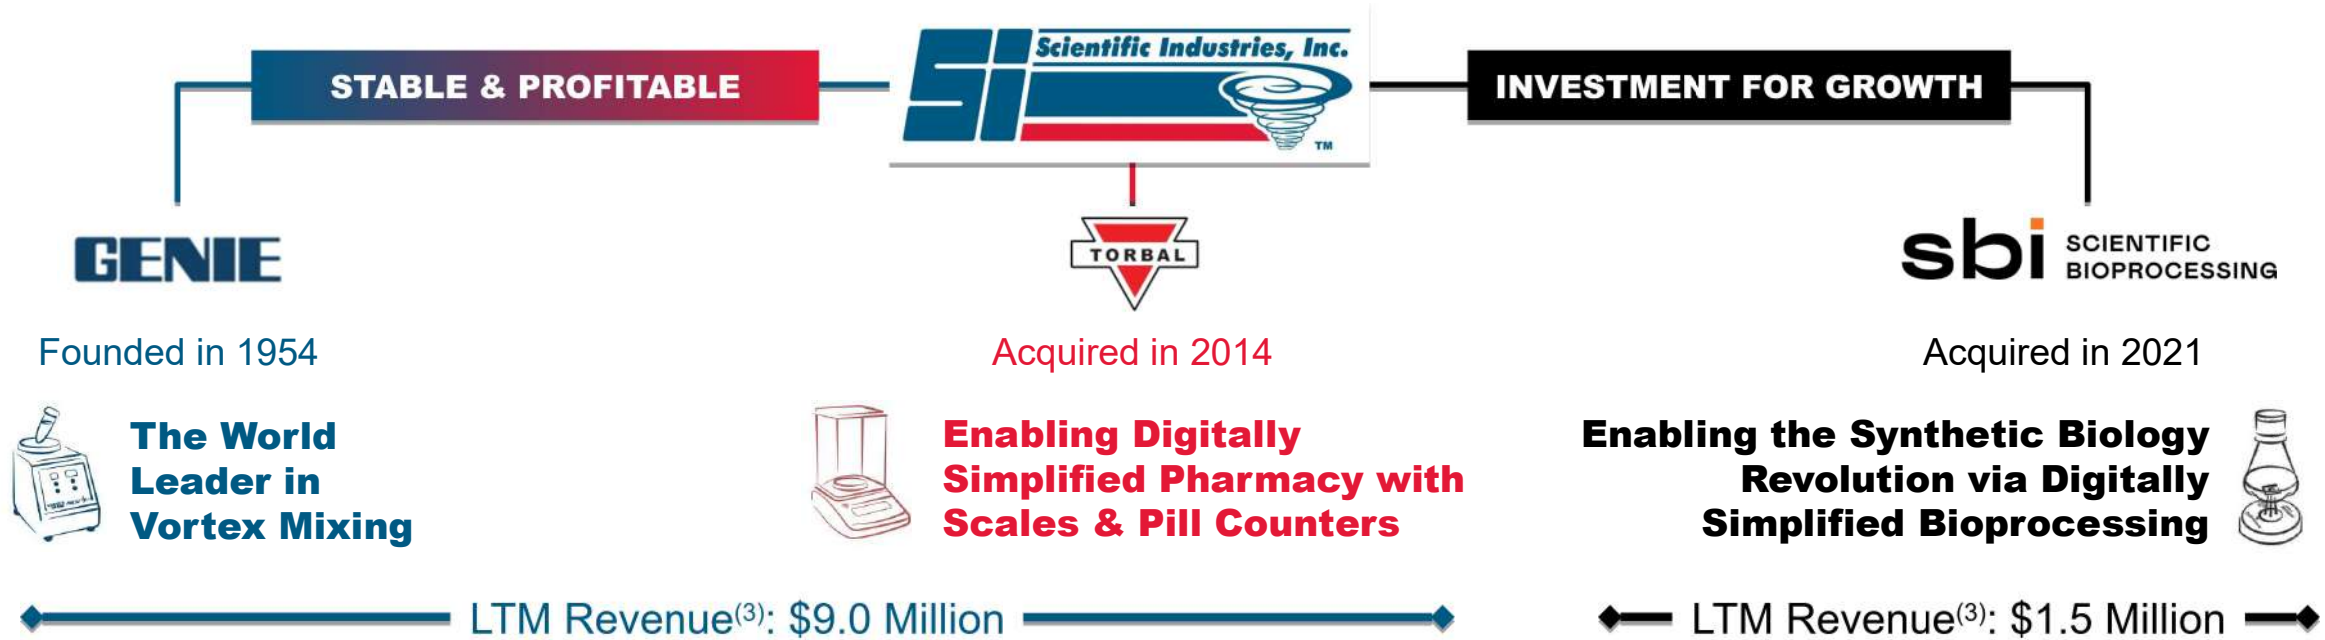 STABLE & PROFITABLE
Si
Scientific Industries, Inc.
TM
INVESTMENT FOR GROWTH
GENIE
TORBAL
sbi SCIENTIFIC
BIOPROCESSING
Founded in 1954
Acquired in 2014
Acquired in 2021
The World
Leader in
Vortex Mixing
Enabling Digitally
Simplified Pharmacy with
Scales & Pill Counters
Enabling the Synthetic Biology
Revolution via Digitally
Simplified Bioprocessing
LTM Revenue(3): $9.0 Million
LTM Revenue(3): $1.5 Million